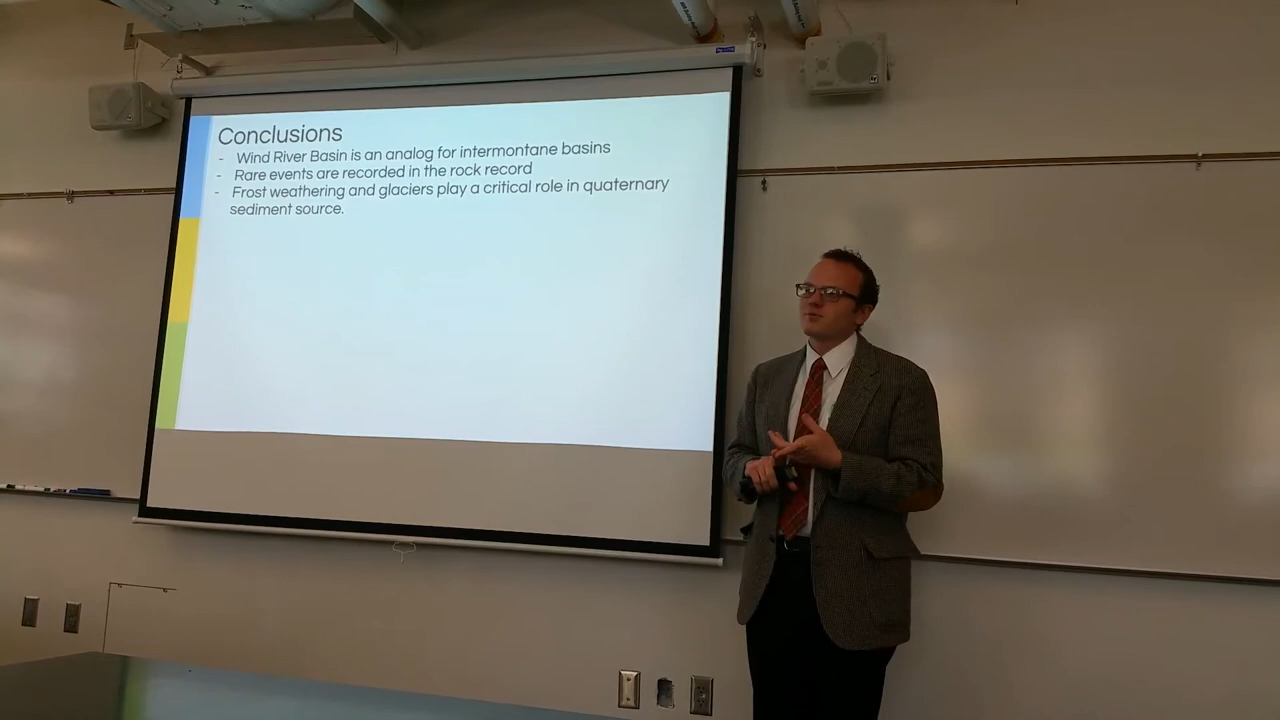 Conclusions
- Wind River Basin is an analog for intermontane basins
- Rare events are recorded in the rock record
- Frost weathering and glaciers play a critical role in quaternary
sediment source.